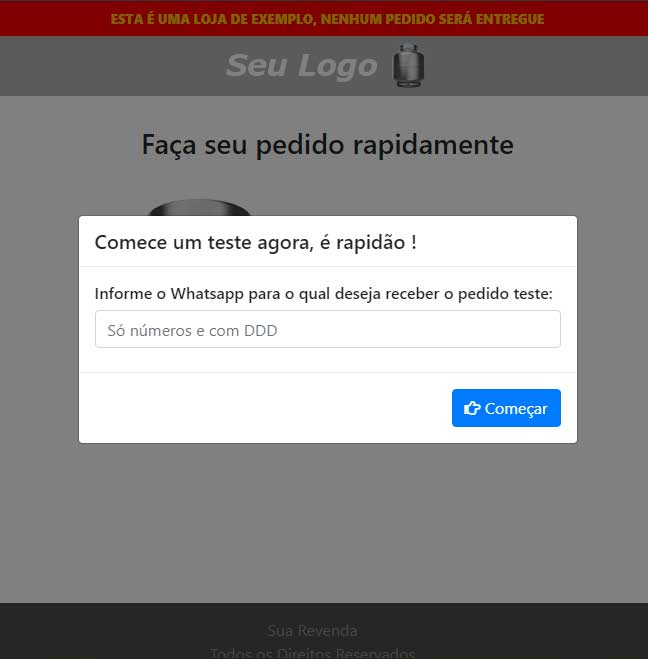 ESTA É UMA LOJA DE EXEMPLO, NENHUM PEDIDO SERÁ ENTREGUE
Seu Logo
Faça seu pedido rapidamente
Comece um teste agora, é rapidão !
Informe o Whatsapp para o qual deseja receber o pedido teste:
Só números e com DDD
Começar
Sua Revenda
Todos os Direitos Reservados